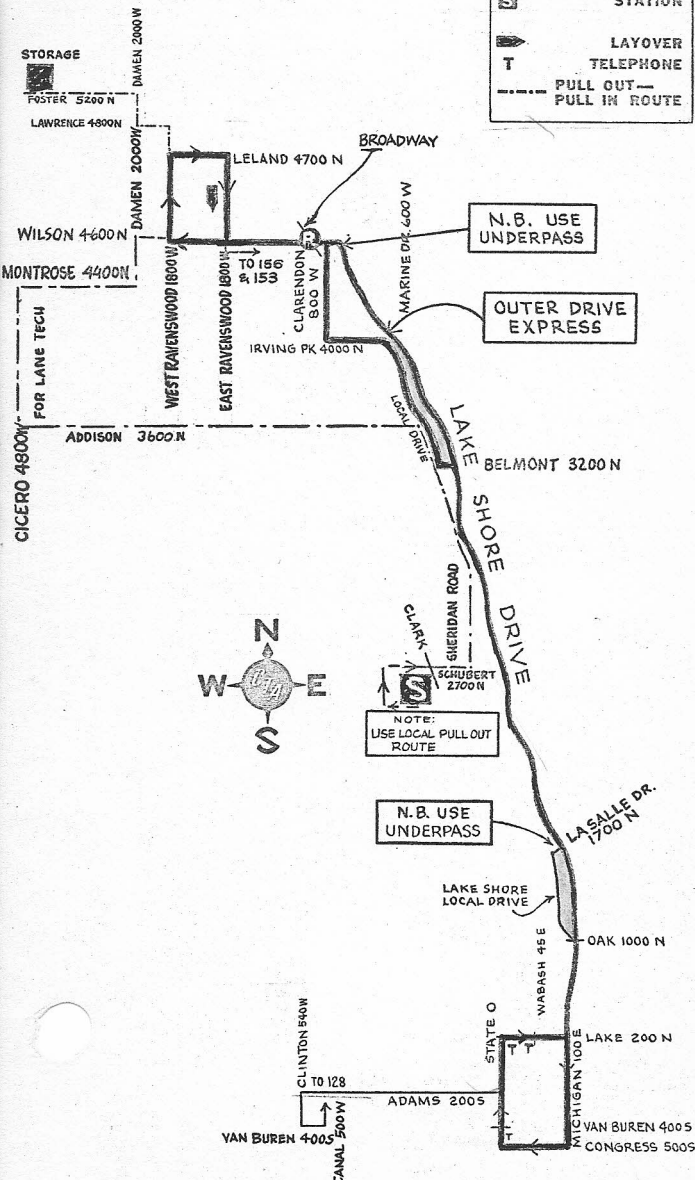 STATION
LAYOVER
T TELEPHONE
PULL OUT—
PULL IN ROUTE
STORAGE
DAMEN 2000 W
FOSTER 5200 N
LAWRENCE 4800N
DAMEN 2000W
LELAND 4700 N
BROADWAY
WILSON 4600N
MONTROSE 4400N
TO 156
& 153
CLARENDON
800 W
MARINE DR. 600 W
N.B. USE
UNDERPASS
OUTER DRIVE
EXPRESS
FOR LANE TECH
WEST RAVENSWOOD 1800W
EAST RAVENSWOOD 1800W
IRVING PK 4000 N
LOCAL DRIVE
ADDISON 3600 N
CICERO 4800W
BELMONT 3200 N
LAKE SHORE DRIVE
SHERIDAN ROAD
CLARK
N
W CTA E
S
S
SCHUBERT
2700 N
NOTE:
USE LOCAL PULL OUT
ROUTE
N.B. USE
UNDERPASS
LA SALLE DR.
1700 N
LAKE SHORE
LOCAL DRIVE
OAK 1000 N
WABASH 45 E
STATE O
LAKE 200 N
T T
MICHIGAN 100 E
CLINTON 540W
TO 128
ADAMS 200S
VAN BUREN 400S
CANAL 500W
T
VAN BUREN 400S
CONGRESS 500S